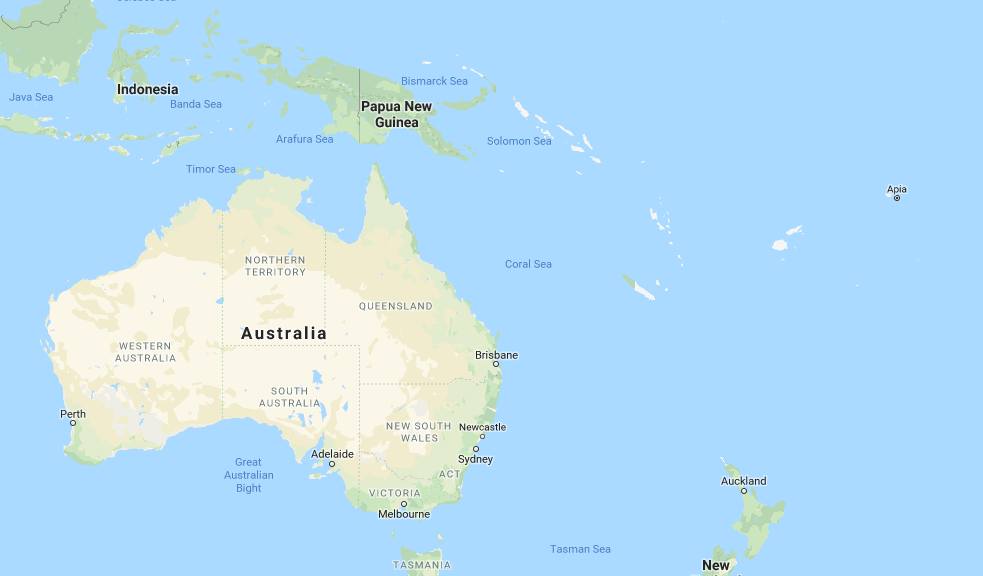 Celebes Sea
Java Sea
Indonesia
Banda Sea
Bismarck Sea
Papua New
Guinea
Arafura Sea
Solomon Sea
Timor Sea
Apia
Coral Sea
NORTHERN
TERRITORY
QUEENSLAND
Australia
WESTERN
AUSTRALIA
Brisbane
SOUTH
AUSTRALIA
Perth
NEW SOUTH
WALES
Newcastle
Adelaide
Sydney
Great
Australian
Bight
ACT
Auckland
VICTORIA
Melbourne
Tasman Sea
TASMANIA
New